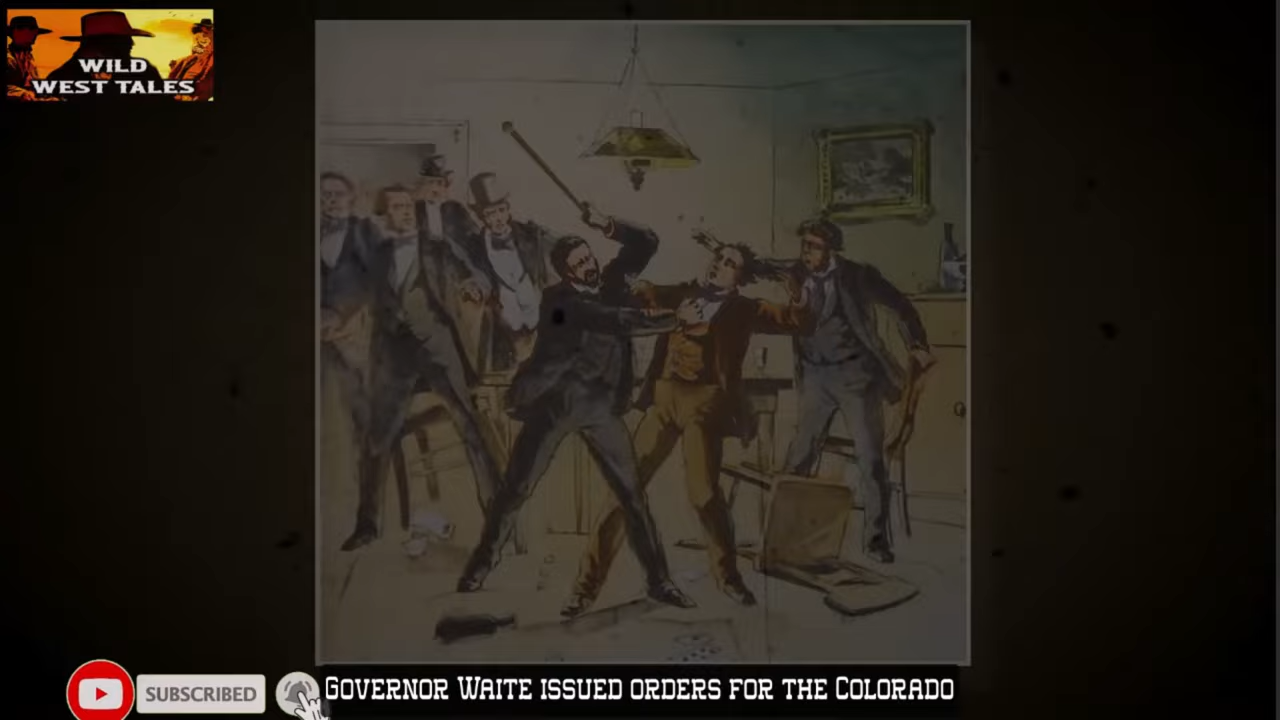 WILD
WEST TALES
SUBSCRIBED
GOVERNOR WAITE ISSUED ORDERS FOR THE COLORADO